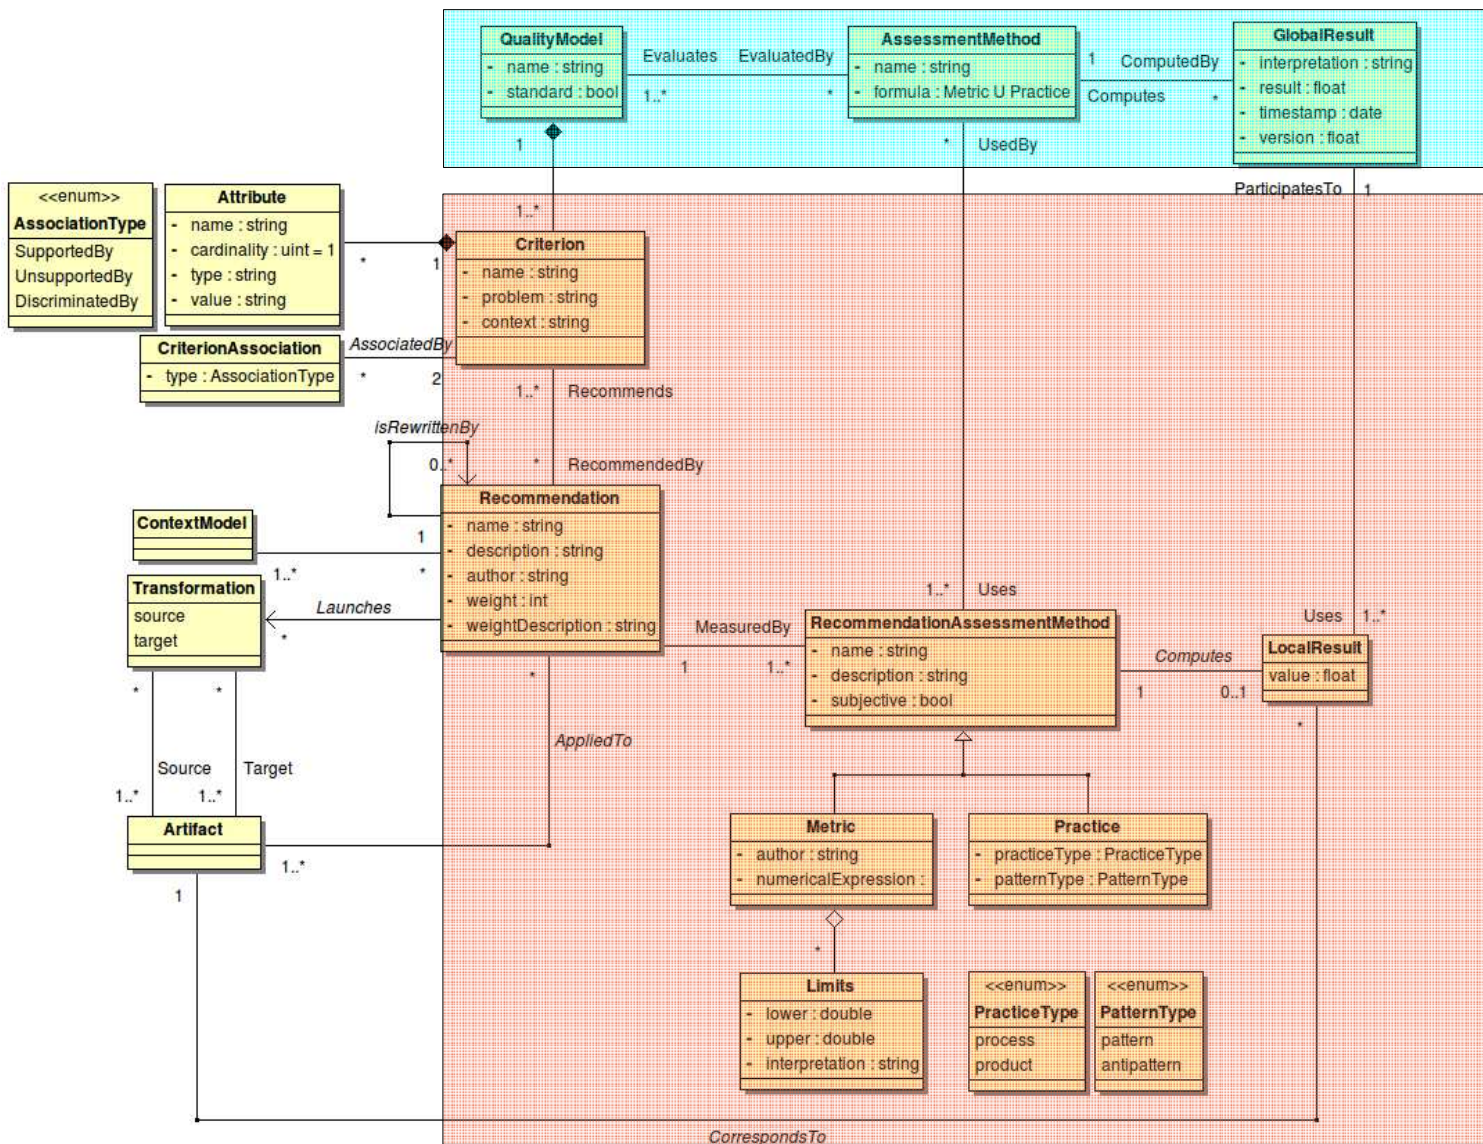 QualityModel
- name : string
- standard : bool
Evaluates
EvaluatedBy
1..*
*
AssessmentMethod
- name : string
- formula : Metric U Practice
1
ComputedBy
Computes
*
GlobalResult
- interpretation : string
- result : float
- timestamp : date
- version : float
1
*
UsedBy
ParticipatesTo
1
<<enum>>
AssociationType
SupportedBy
UnsupportedBy
DiscriminatedBy
Attribute
- name : string
- cardinality : uint = 1
- type : string
- value : string
*
1
1..*
Criterion
- name : string
- problem : string
- context : string
CriterionAssociation
- type : AssociationType
AssociatedBy
*
2
1..*
Recommends
isRewrittenBy
0..*
*
RecommendedBy
Recommendation
- name : string
- description : string
- author : string
- weight : int
- weightDescription : string
1
ContextModel
1..*
*
Transformation
source
target
Launches
*
MeasuredBy
1
1..*
1..*
Uses
RecommendationAssessmentMethod
- name : string
- description : string
- subjective : bool
Computes
1
0..1
Uses
1..*
LocalResult
value : float
*
*
*
*
AppliedTo
Source
Target
1..*
1..*
Artifact
1..*
1
Metric
- author : string
- numericalExpression :
Practice
- practiceType : PracticeType
- patternType : PatternType
*
Limits
- lower : double
- upper : double
- interpretation : string
<<enum>>
PracticeType
process
product
<<enum>>
PatternType
pattern
antipattern
CorrespondsTo